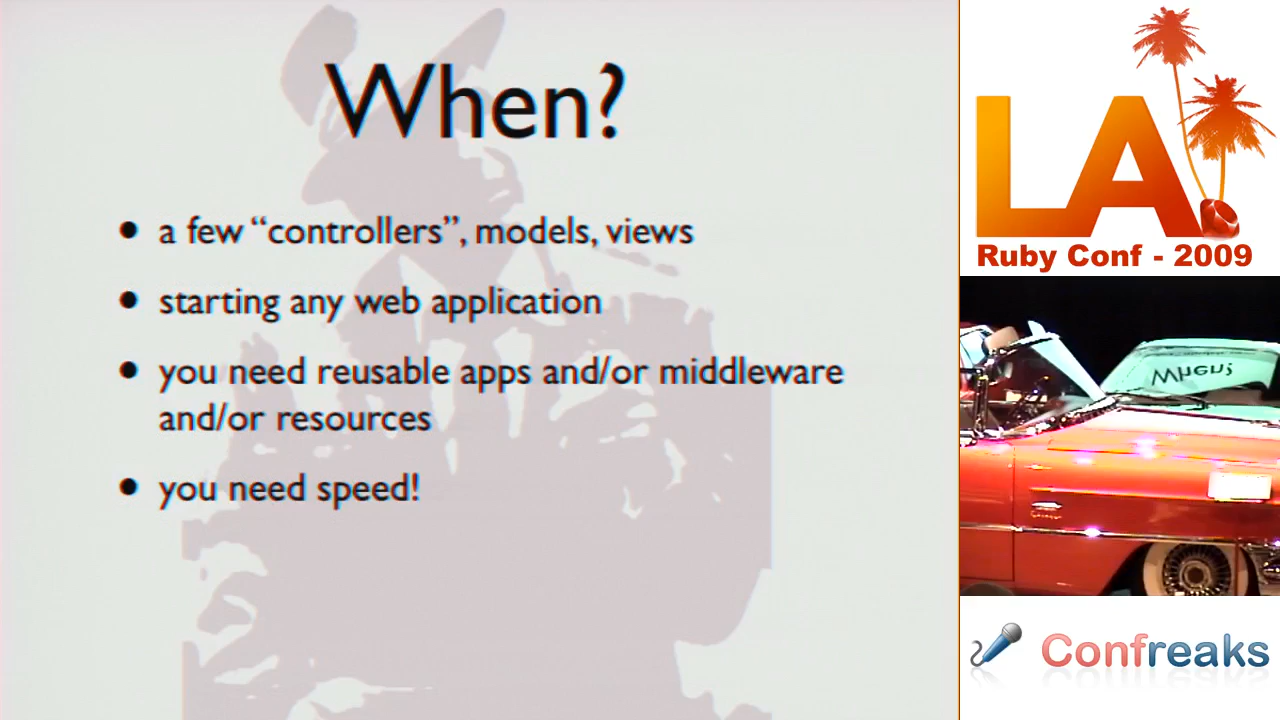 When?
• a few “controllers”, models, views
• starting any web application
• you need reusable apps and/or middleware
and/or resources
• you need speed!
LA
Ruby Conf - 2009
When?
Confreaks